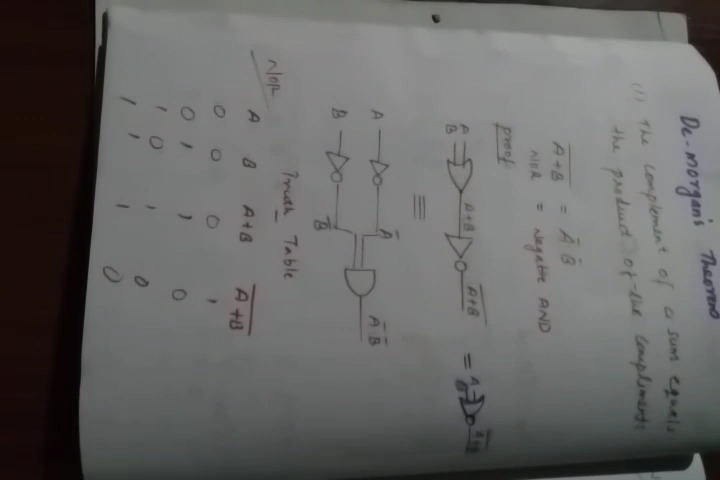 De-morgan's Theorem
(1) The complement of a sum equals
the product of the complements
A̅+̅B̅ = A̅ B̅
NOR = Negative AND
proof
A B A+B A̅+̅B̅ = A B A̅+̅B̅
≡
A A̅
B B̅ A̅ B̅
Truth Table
NOR
A B A+B A̅+̅B̅
0 0 0 1
0 1 1 0
1 0 1 0
1 1 1 0